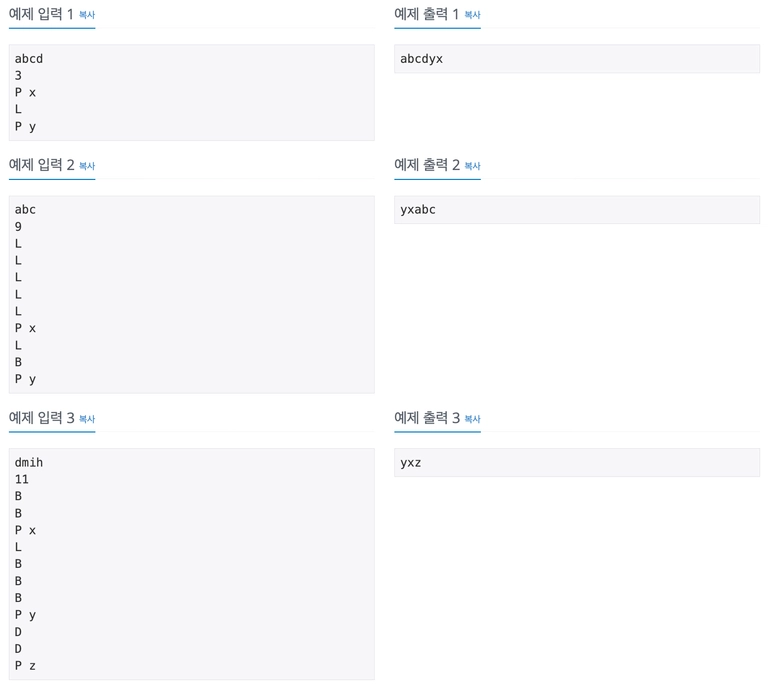 예제 입력 1 복사
abcd
3
P x
L
P y
예제 출력 1 복사
abcdyx
예제 입력 2 복사
abc
9
L
L
L
L
L
P x
L
B
P y
예제 출력 2 복사
yxabc
예제 입력 3 복사
dmih
11
B
B
P x
L
B
B
B
P y
D
D
P z
예제 출력 3 복사
yxz